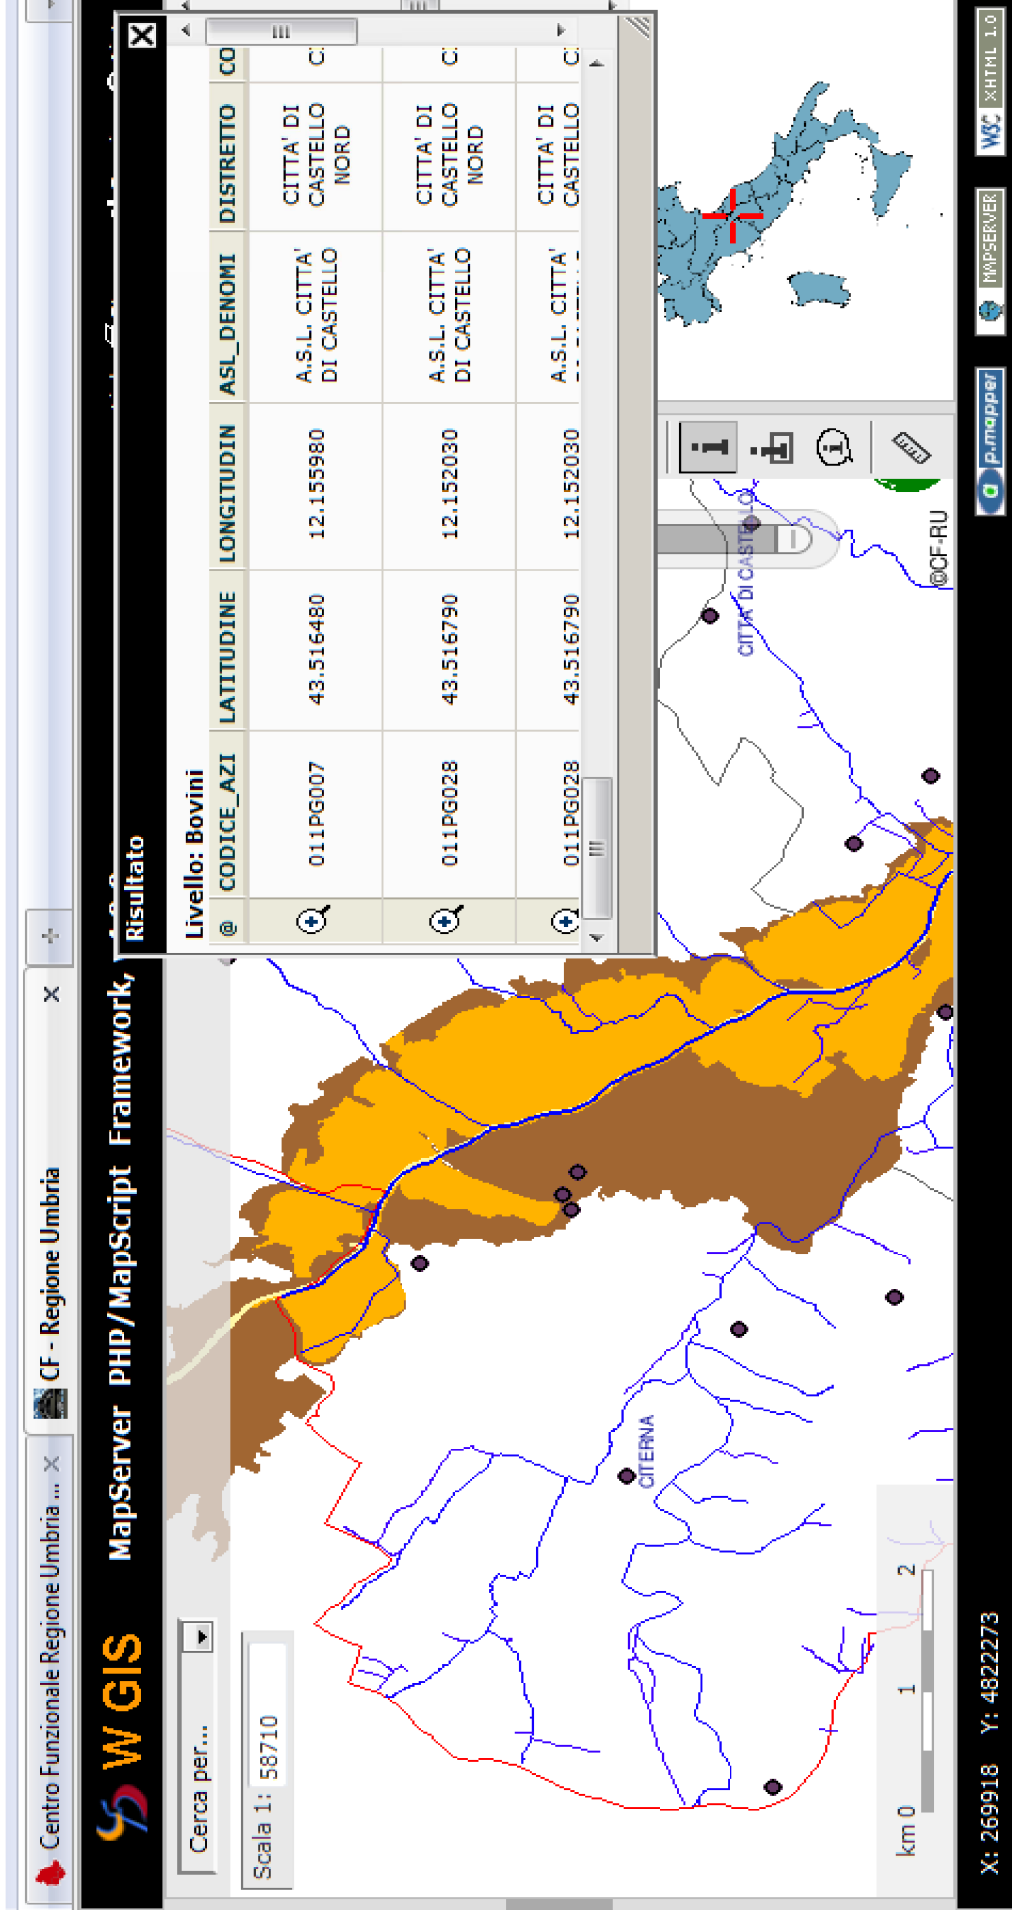 Centro Funzionale Regione Umbria ...
CF - Regione Umbria
W GIS
MapServer PHP/MapScript Framework,
Cerca per...
Scala 1: 58710
Risultato
Livello: Bovini
@ CODICE_AZI LATITUDINE LONGITUDIN ASL_DENOMI DISTRETTO CO
011PG007 43.516480 12.155980 A.S.L. CITTA' DI CASTELLO CITTA' DI CASTELLO NORD C
011PG028 43.516790 12.152030 A.S.L. CITTA' DI CASTELLO CITTA' DI CASTELLO NORD C
011PG028 43.516790 12.152030 A.S.L. CITTA' CITTA' DI CASTELLO C
CITERNA
CITTA' DI CASTELLO
©CF-RU
km 0 1 2
X: 269918 Y: 4822273
p.mapper
MAPSERVER
W3C XHTML 1.0